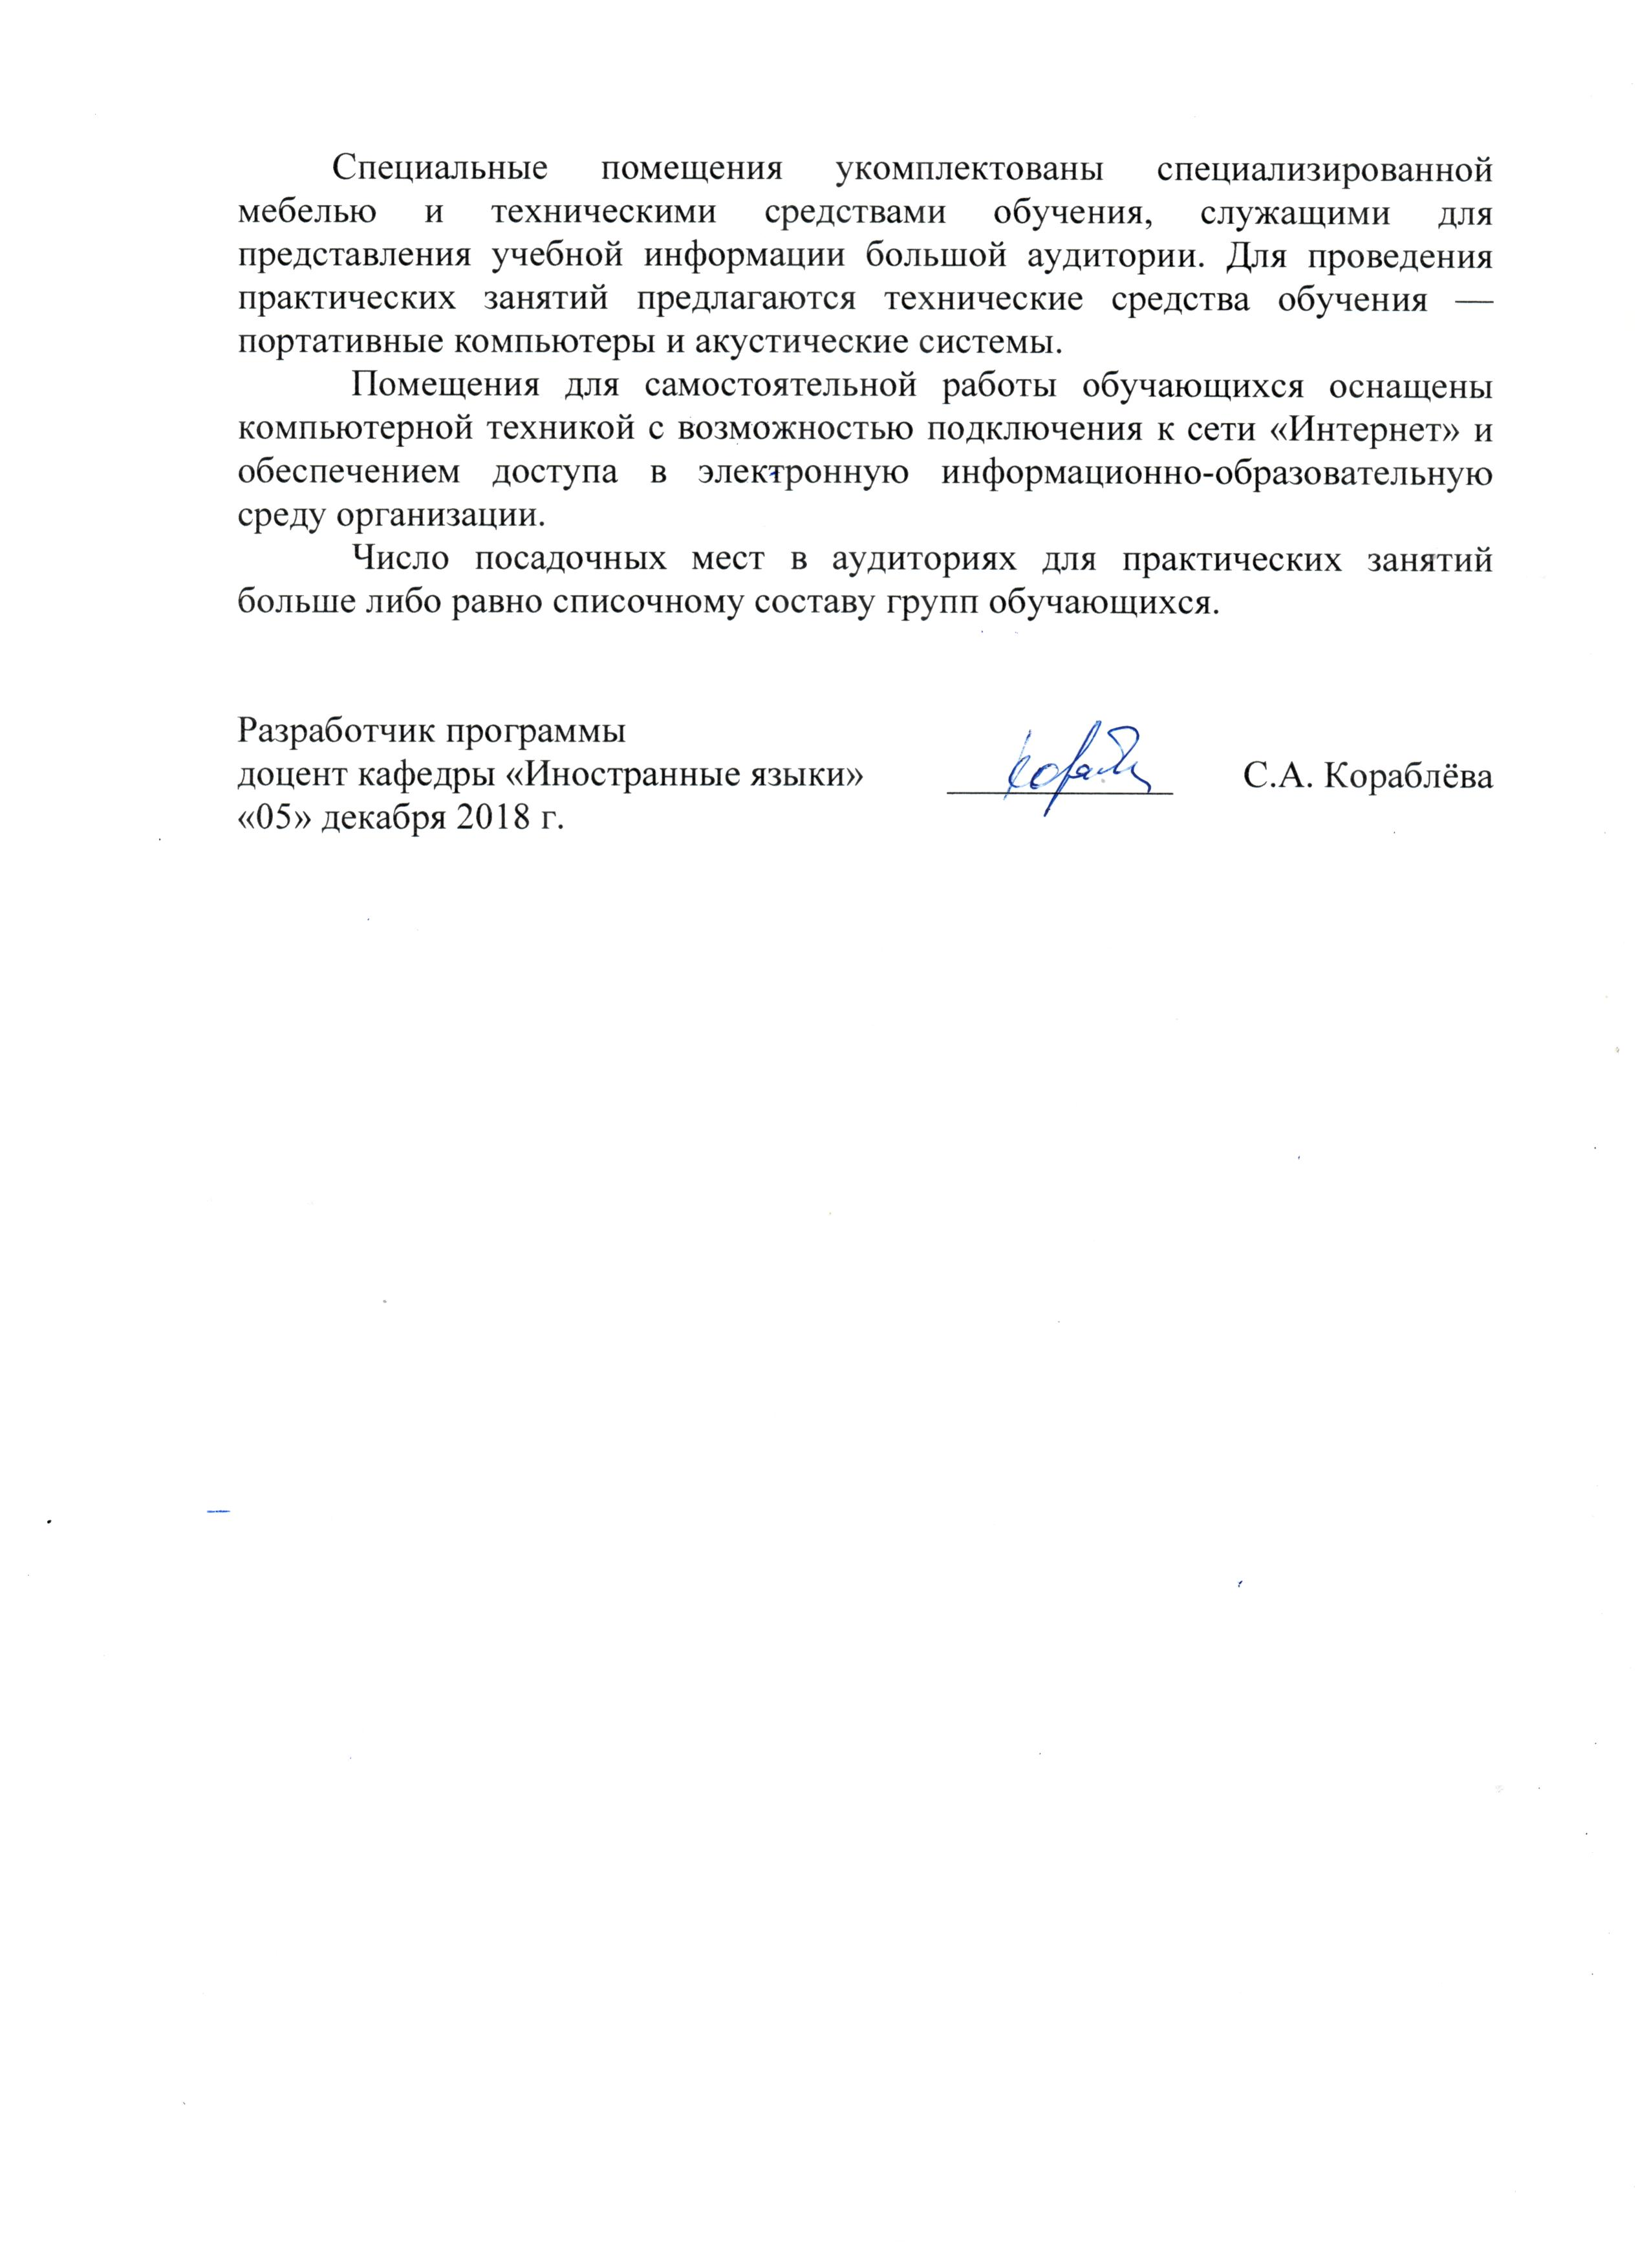 Специальные помещения укомплектованы специализированной
мебелью и техническими средствами обучения, служащими для
представления учебной информации большой аудитории. Для проведения
практических занятий предлагаются технические средства обучения —
портативные компьютеры и акустические системы.
Помещения для самостоятельной работы обучающихся оснащены
компьютерной техникой с возможностью подключения к сети «Интернет» и
обеспечением доступа в электронную информационно-образовательную
среду организации.
Число посадочных мест в аудиториях для практических занятий
больше либо равно списочному составу групп обучающихся.
Разработчик программы
доцент кафедры «Иностранные языки» С.А. Кораблёва
«05» декабря 2018 г.